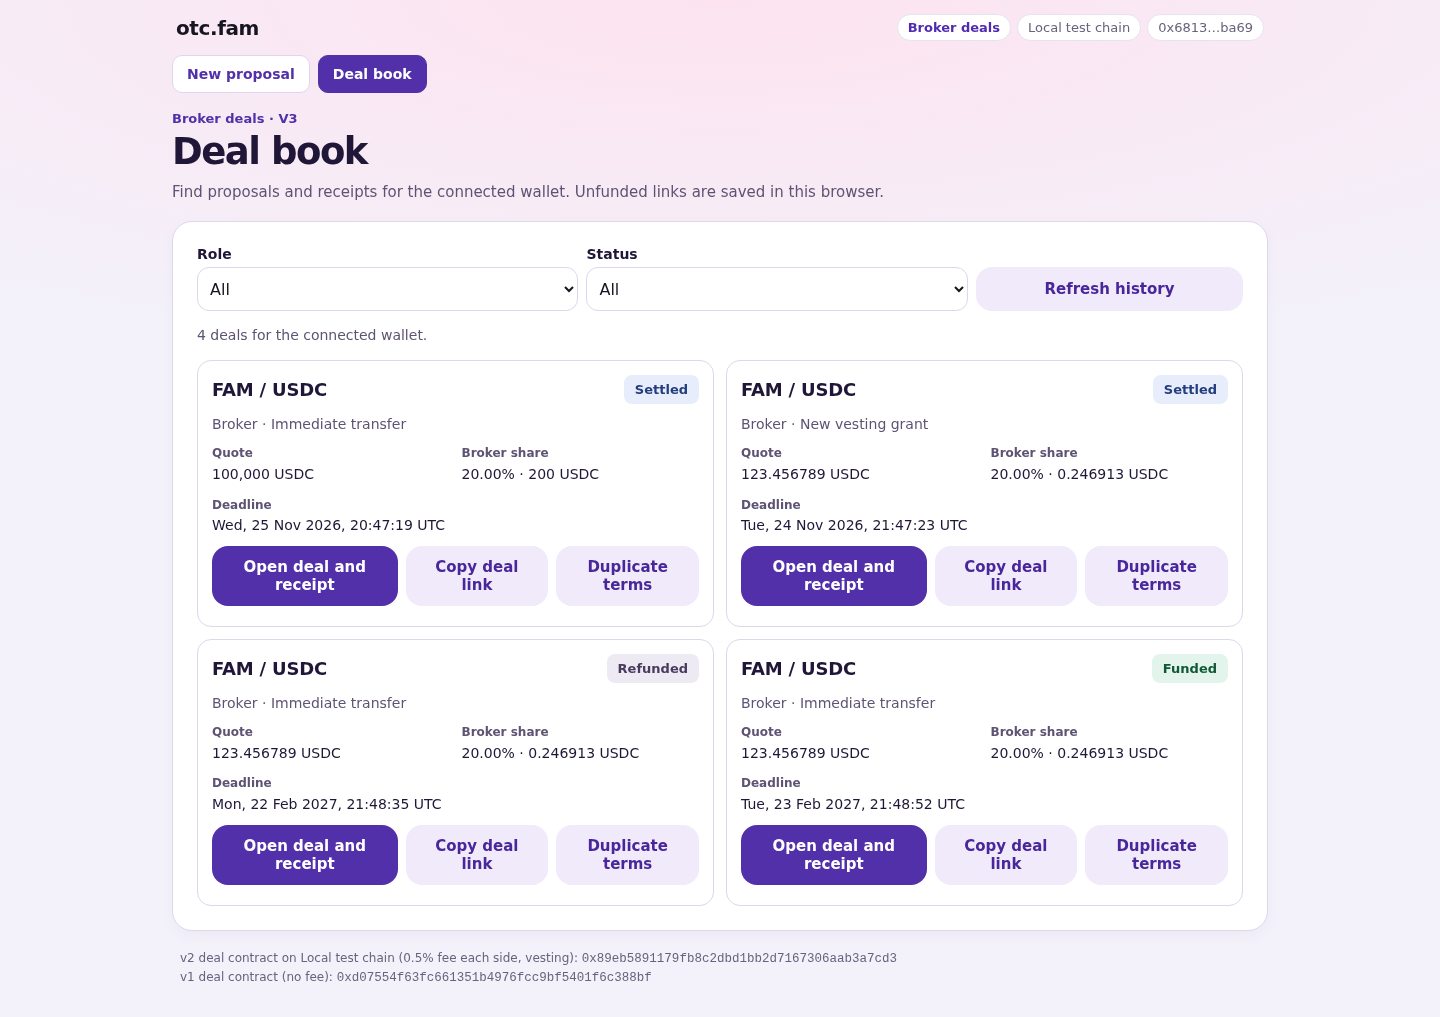 otc.fam
Broker deals
Local test chain
0x6813…ba69
New proposal
Deal book
Broker deals · V3
Deal book
Find proposals and receipts for the connected wallet. Unfunded links are saved in this browser.
Role
Status
All
All
Refresh history
4 deals for the connected wallet.
FAM / USDC
Settled
Broker · Immediate transfer
Quote
Broker share
100,000 USDC
20.00% · 200 USDC
Deadline
Wed, 25 Nov 2026, 20:47:19 UTC
Open deal and
receipt
Copy deal
link
Duplicate
terms
FAM / USDC
Settled
Broker · New vesting grant
Quote
Broker share
123.456789 USDC
20.00% · 0.246913 USDC
Deadline
Tue, 24 Nov 2026, 21:47:23 UTC
Open deal and
receipt
Copy deal
link
Duplicate
terms
FAM / USDC
Refunded
Broker · Immediate transfer
Quote
Broker share
123.456789 USDC
20.00% · 0.246913 USDC
Deadline
Mon, 22 Feb 2027, 21:48:35 UTC
Open deal and
receipt
Copy deal
link
Duplicate
terms
FAM / USDC
Funded
Broker · Immediate transfer
Quote
Broker share
123.456789 USDC
20.00% · 0.246913 USDC
Deadline
Tue, 23 Feb 2027, 21:48:52 UTC
Open deal and
receipt
Copy deal
link
Duplicate
terms
v2 deal contract on Local test chain (0.5% fee each side, vesting): 0x89eb5891179fb8c2dbd1bb2d7167306aab3a7cd3
v1 deal contract (no fee): 0xd07554f63fc661351b4976fcc9bf5401f6c388bf